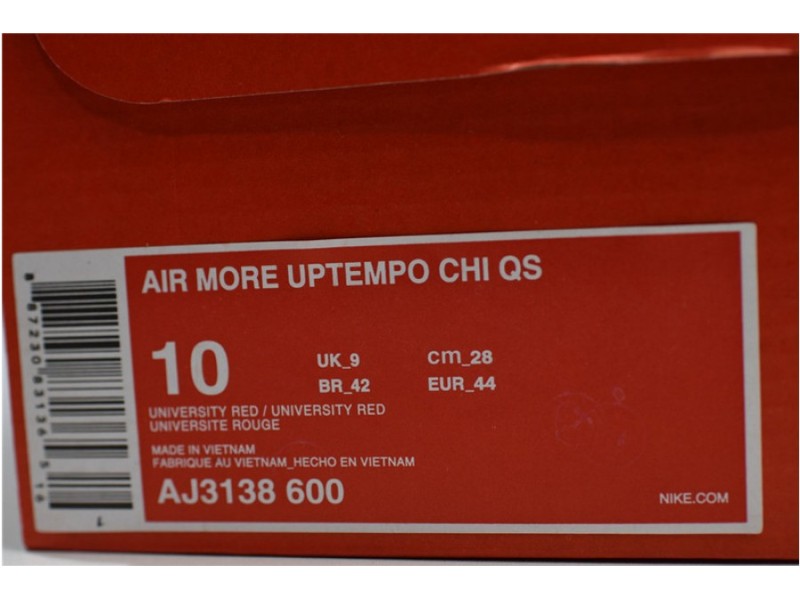 AIR MORE UPTEMPO CHI QS
10
UK_9
cm_28
BR_42
EUR_44
UNIVERSITY RED / UNIVERSITY RED
UNIVERSITE ROUGE
MADE IN VIETNAM
FABRIQUE AU VIETNAM_HECHO EN VIETNAM
AJ3138 600
NIKE.COM